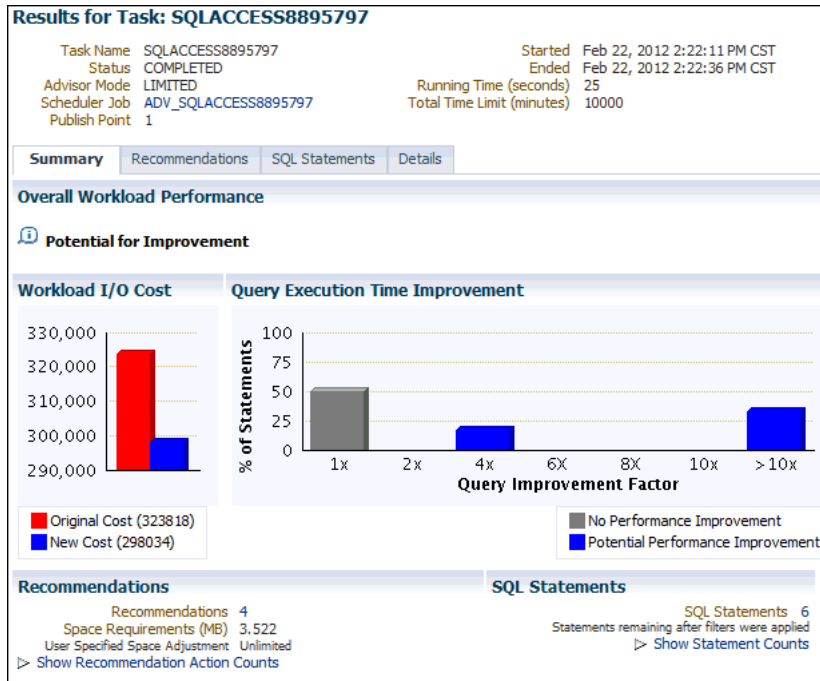 Results for Task: SQLACCESS8895797
Task Name SQLACCESS8895797
Status COMPLETED
Advisor Mode LIMITED
Scheduler Job ADV_SQLACCESS8895797
Publish Point 1
Started Feb 22, 2012 2:22:11 PM CST
Ended Feb 22, 2012 2:22:36 PM CST
Running Time (seconds) 25
Total Time Limit (minutes) 10000
Summary Recommendations SQL Statements Details
Overall Workload Performance
Potential for Improvement
Workload I/O Cost
330,000
320,000
310,000
300,000
290,000
Original Cost (323818)
New Cost (298034)
Query Execution Time Improvement
% of Statements
100
75
50
25
0
1x 2x 4x 6X 8X 10x >10x
Query Improvement Factor
No Performance Improvement
Potential Performance Improvement
Recommendations
Recommendations 4
Space Requirements (MB) 3.522
User Specified Space Adjustment Unlimited
Show Recommendation Action Counts
SQL Statements
SQL Statements 6
Statements remaining after filters were applied
Show Statement Counts